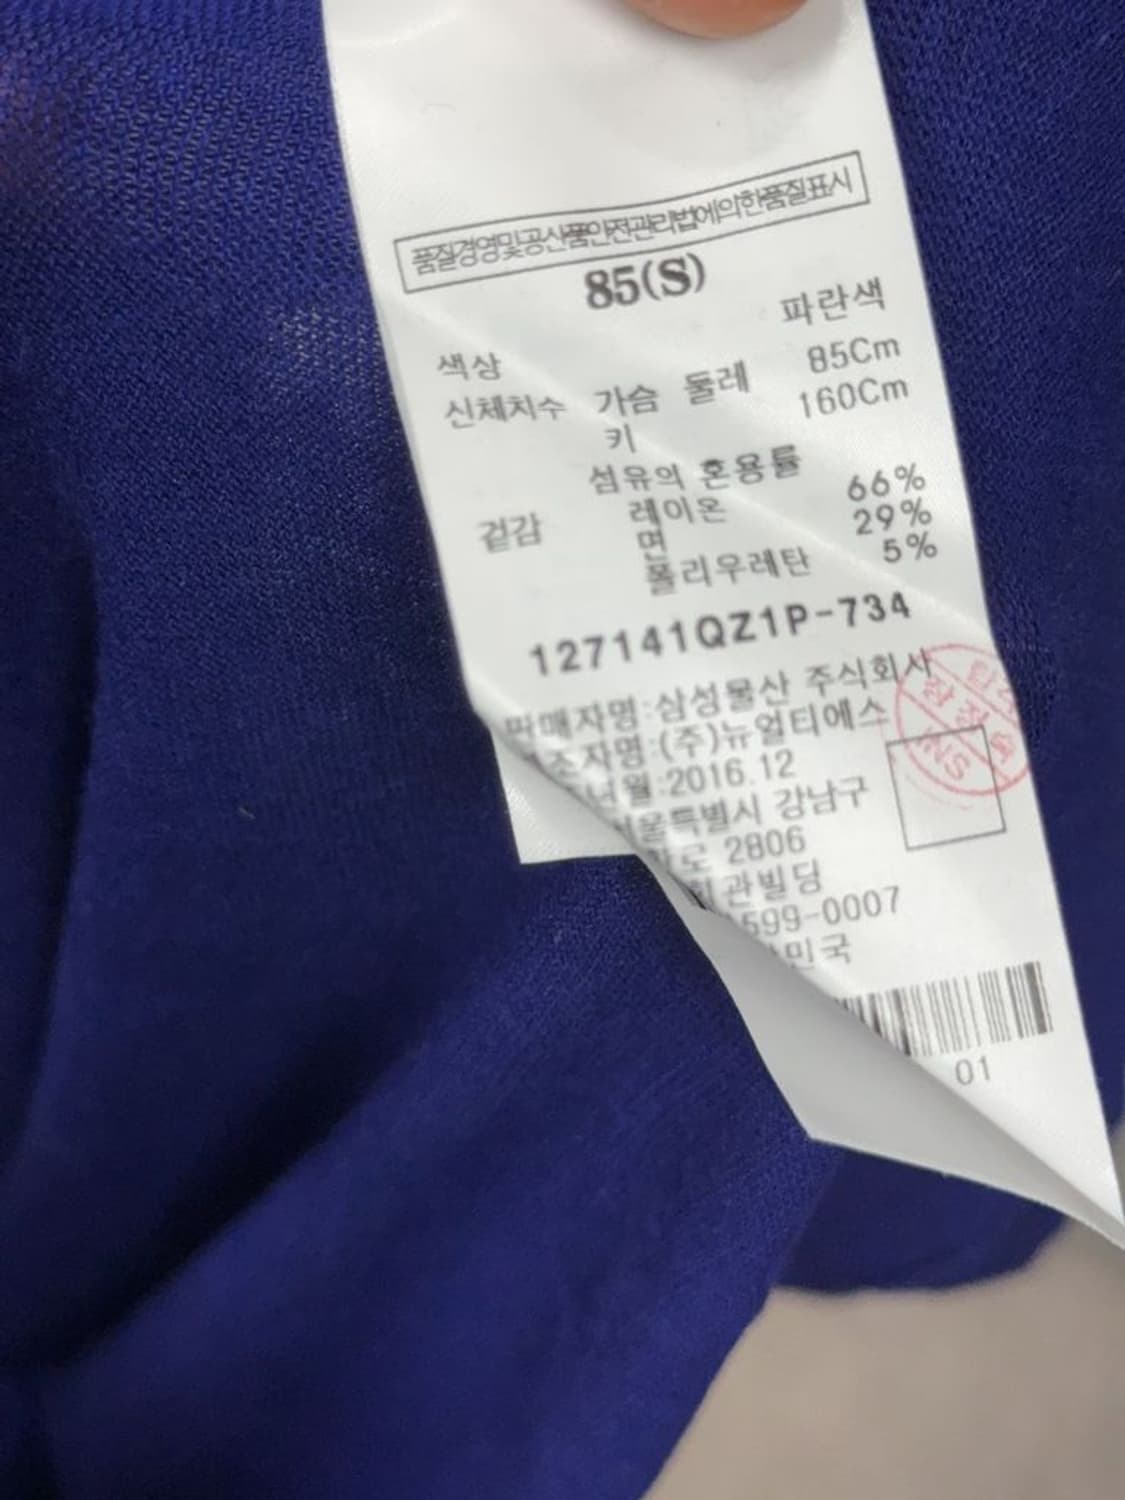 품질경영및공산품안전관리법에의한품질표시
85(S)
색상 파란색
신체치수 가슴 둘레 85Cm
키 160Cm
섬유의 혼용률
겉감 레이온 66%
면 29%
폴리우레탄 5%
127141QZ1P-734
판매자명:삼성물산 주식회사
조자명:(주)뉴얼티에스
년월:2016.12
서울특별시 강남구
로 2806
회관빌딩
599-0007
민국
01